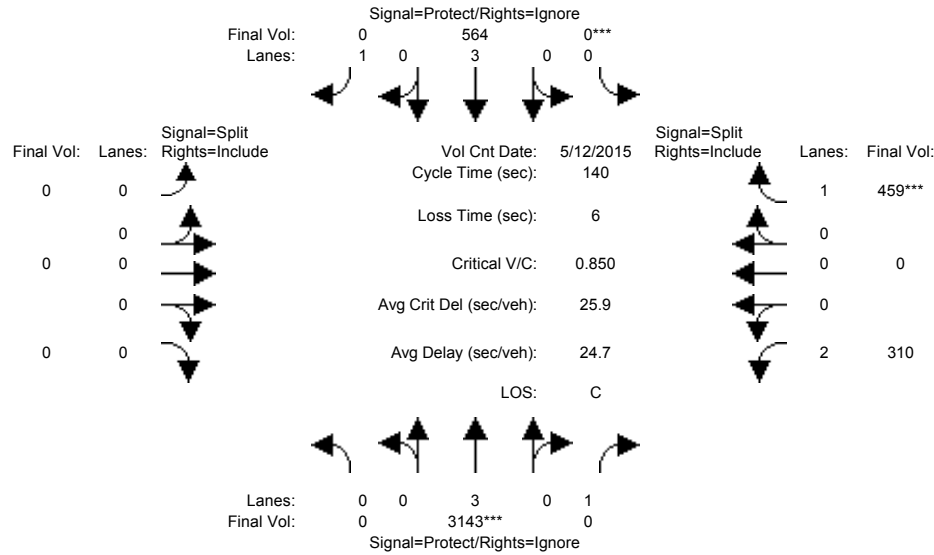 Signal=Protect/Rights=Ignore
Final Vol: 0 564 0***
Lanes: 1 0 3 0 0
Signal=Split Signal=Split
Final Vol: Lanes: Rights=Include Vol Cnt Date: 5/12/2015 Rights=Include Lanes: Final Vol:
Cycle Time (sec): 140
0 0 1 459***
Loss Time (sec): 6
0 0
0 0 Critical V/C: 0.850 0 0
0 Avg Crit Del (sec/veh): 25.9 0
0 0 Avg Delay (sec/veh): 24.7 2 310
LOS: C
Lanes: 0 0 3 0 1
Final Vol: 0 3143*** 0
Signal=Protect/Rights=Ignore